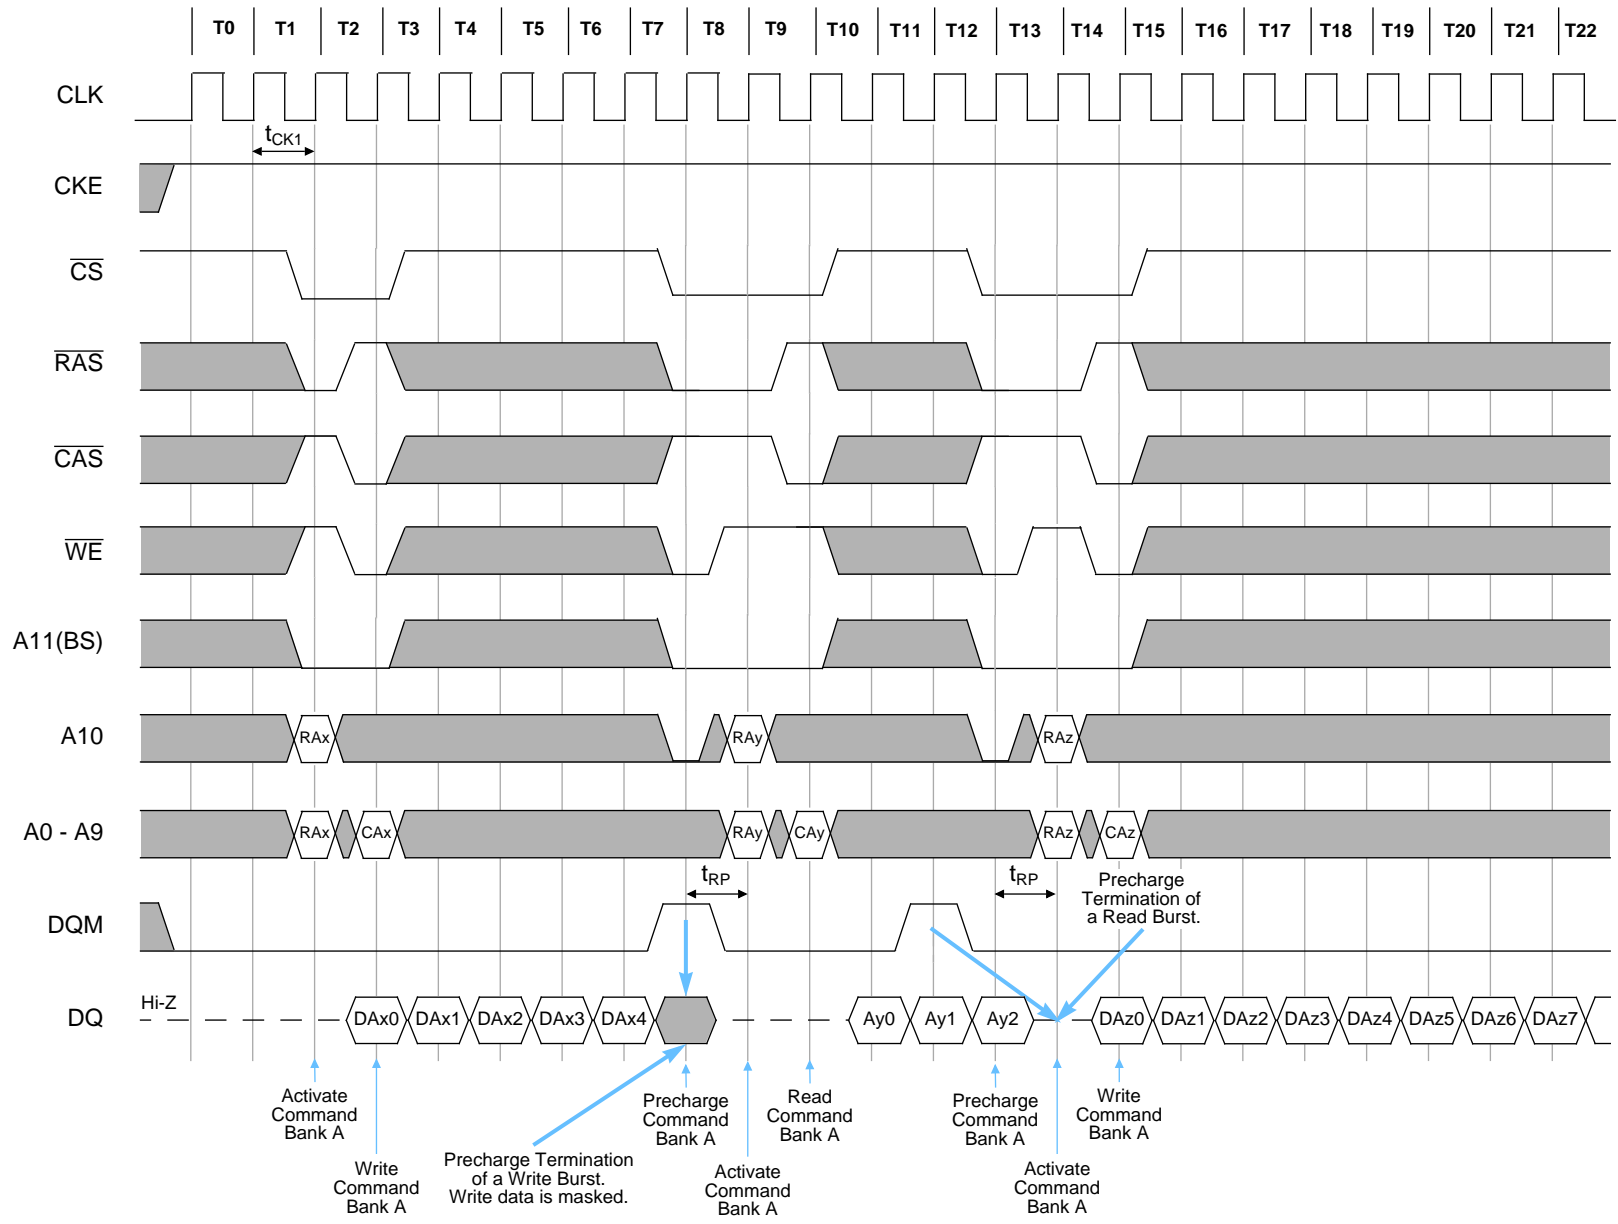 T0 T1 T2 T3 T4 T5 T6 T7 T8 T9 T10 T11 T12 T13 T14 T15 T16 T17 T18 T19 T20 T21 T22
CLK
tCK1
CKE
CS
RAS
CAS
WE
A11(BS)
A10 RAx RAy RAz
A0 - A9 RAx CAx RAy CAy RAz CAz
tRP tRP
Precharge
Termination of
a Read Burst.
DQM
Hi-Z
DQ DAx0 DAx1 DAx2 DAx3 DAx4 Ay0 Ay1 Ay2 DAz0 DAz1 DAz2 DAz3 DAz4 DAz5 DAz6 DAz7
Activate
Command
Bank A
Write
Command
Bank A
Precharge Termination
of a Write Burst.
Write data is masked.
Precharge
Command
Bank A
Activate
Command
Bank A
Read
Command
Bank A
Precharge
Command
Bank A
Activate
Command
Bank A
Write
Command
Bank A